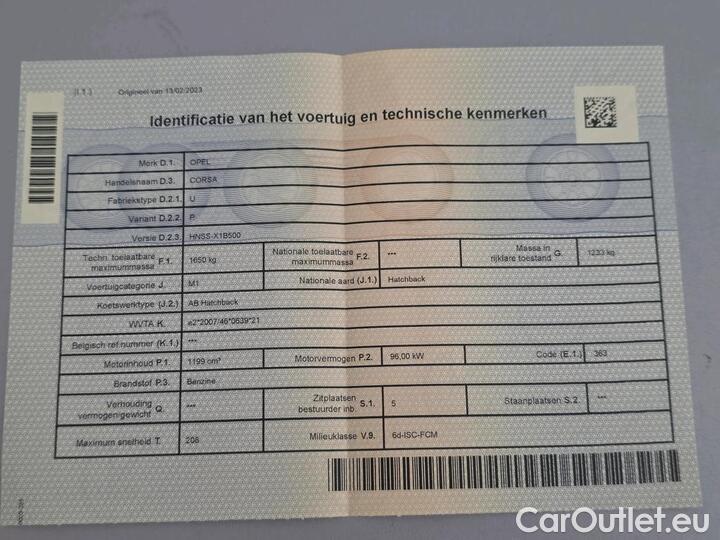 (I.1.) Origineel van 13/02/2023
Identificatie van het voertuig en technische kenmerken
Merk D.1. OPEL
Handelsnaam D.3. CORSA
Fabriekstype D.2.1. U
Variant D.2.2. P
Versie D.2.3. HNSS-X1B500
Techn. toelaatbare maximummassa F.1. 1650 kg Nationale toelaatbare maximummassa F.2. --- Massa in rijklare toestand G. 1233 kg
Voertuigcategorie J. M1 Nationale aard (J.1.) Hatchback
Koetswerktype (J.2.) AB Hatchback
WVTA K. e2*2007/46*0639*21
Belgisch ref.nummer (K.1.) ---
Motorinhoud P.1. 1199 cm³ Motorvermogen P.2. 96,00 kW Code (E.1.) 363
Brandstof P.3. Benzine
Verhouding vermogen/gewicht Q. --- Zitplaatsen bestuurder inb. S.1. 5 Staanplaatsen S.2. ---
Maximum snelheid T. 208 Milieuklasse V.9. 6d-ISC-FCM
CarOutlet.eu